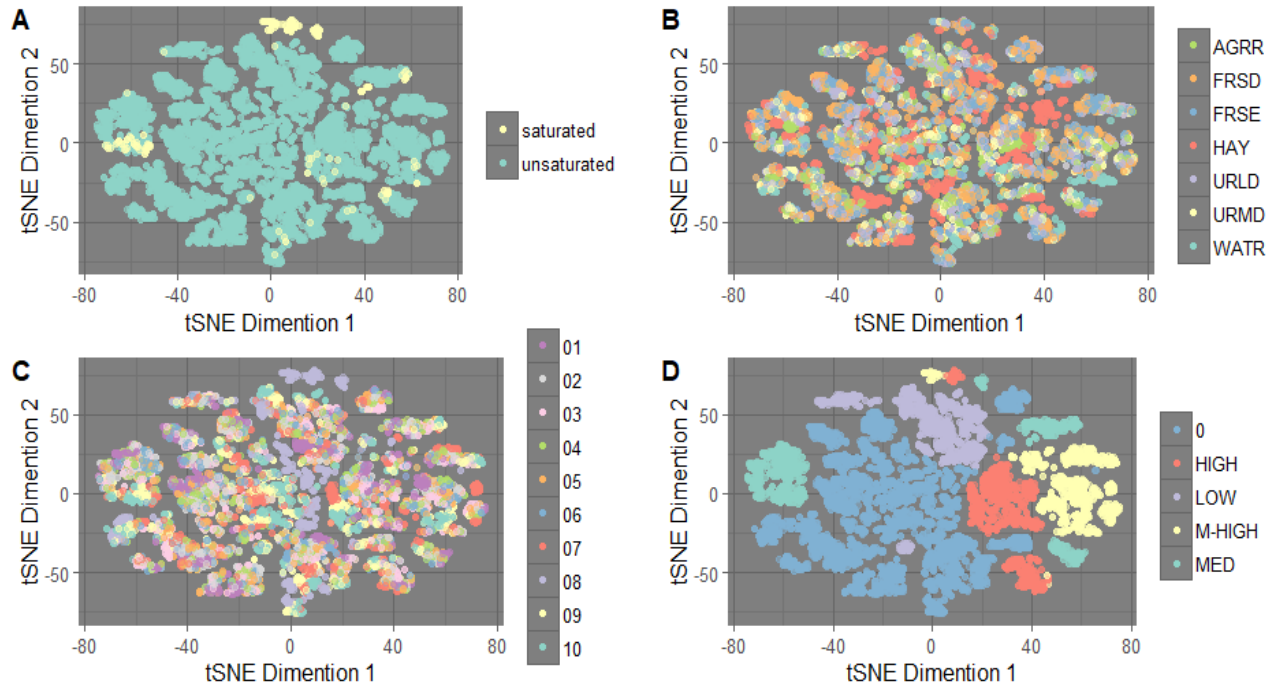 A
tSNE Dimention 2
50
0
-50
-80
-40
0
40
80
tSNE Dimention 1
saturated
unsaturated
B
tSNE Dimention 2
50
0
-50
-80
-40
0
40
80
tSNE Dimention 1
AGRR
FRSD
FRSE
HAY
URLD
URMD
WATR
C
tSNE Dimention 2
50
0
-50
-80
-40
0
40
80
tSNE Dimention 1
01
02
03
04
05
06
07
08
09
10
D
tSNE Dimention 2
50
0
-50
-80
-40
0
40
80
tSNE Dimention 1
0
HIGH
LOW
M-HIGH
MED